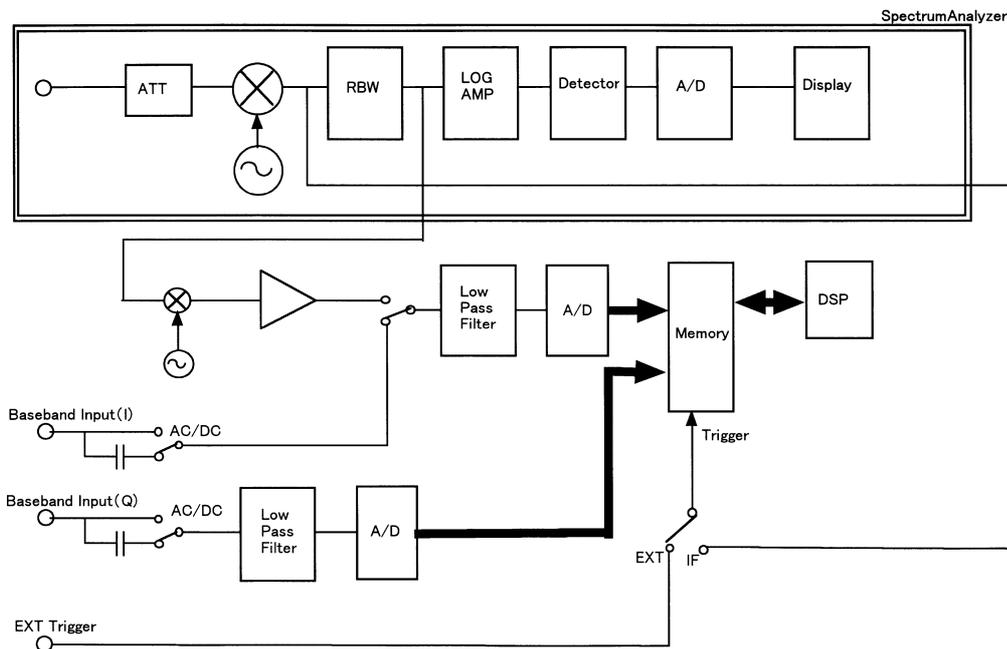 SpectrumAnalyzer
ATT
RBW
LOG
AMP
Detector
A/D
Display
Low
Pass
Filter
A/D
Memory
DSP
Baseband Input(I)
AC/DC
Trigger
Baseband Input(Q)
AC/DC
Low
Pass
Filter
A/D
EXT
IF
EXT Trigger